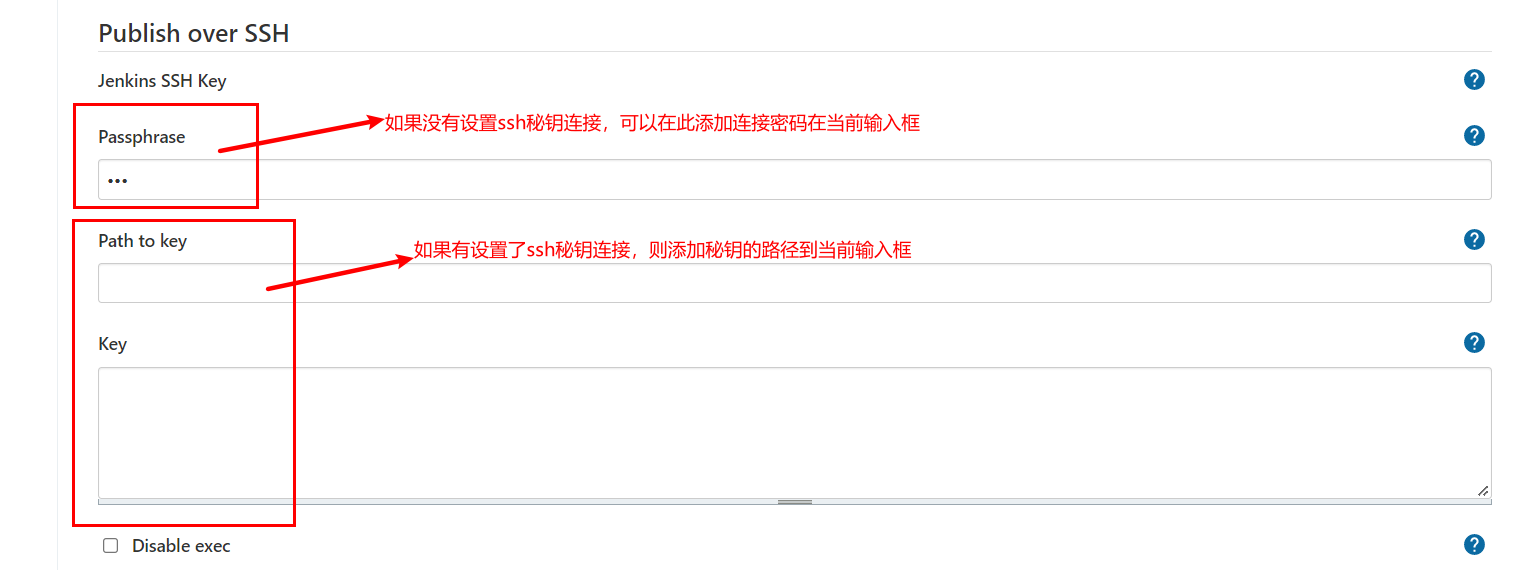 Publish over SSH
Jenkins SSH Key
如果没有设置ssh秘钥连接，可以在此添加连接密码在当前输入框
Passphrase
•••
Path to key
如果有设置了ssh秘钥连接，则添加秘钥的路径到当前输入框
Key
Disable exec